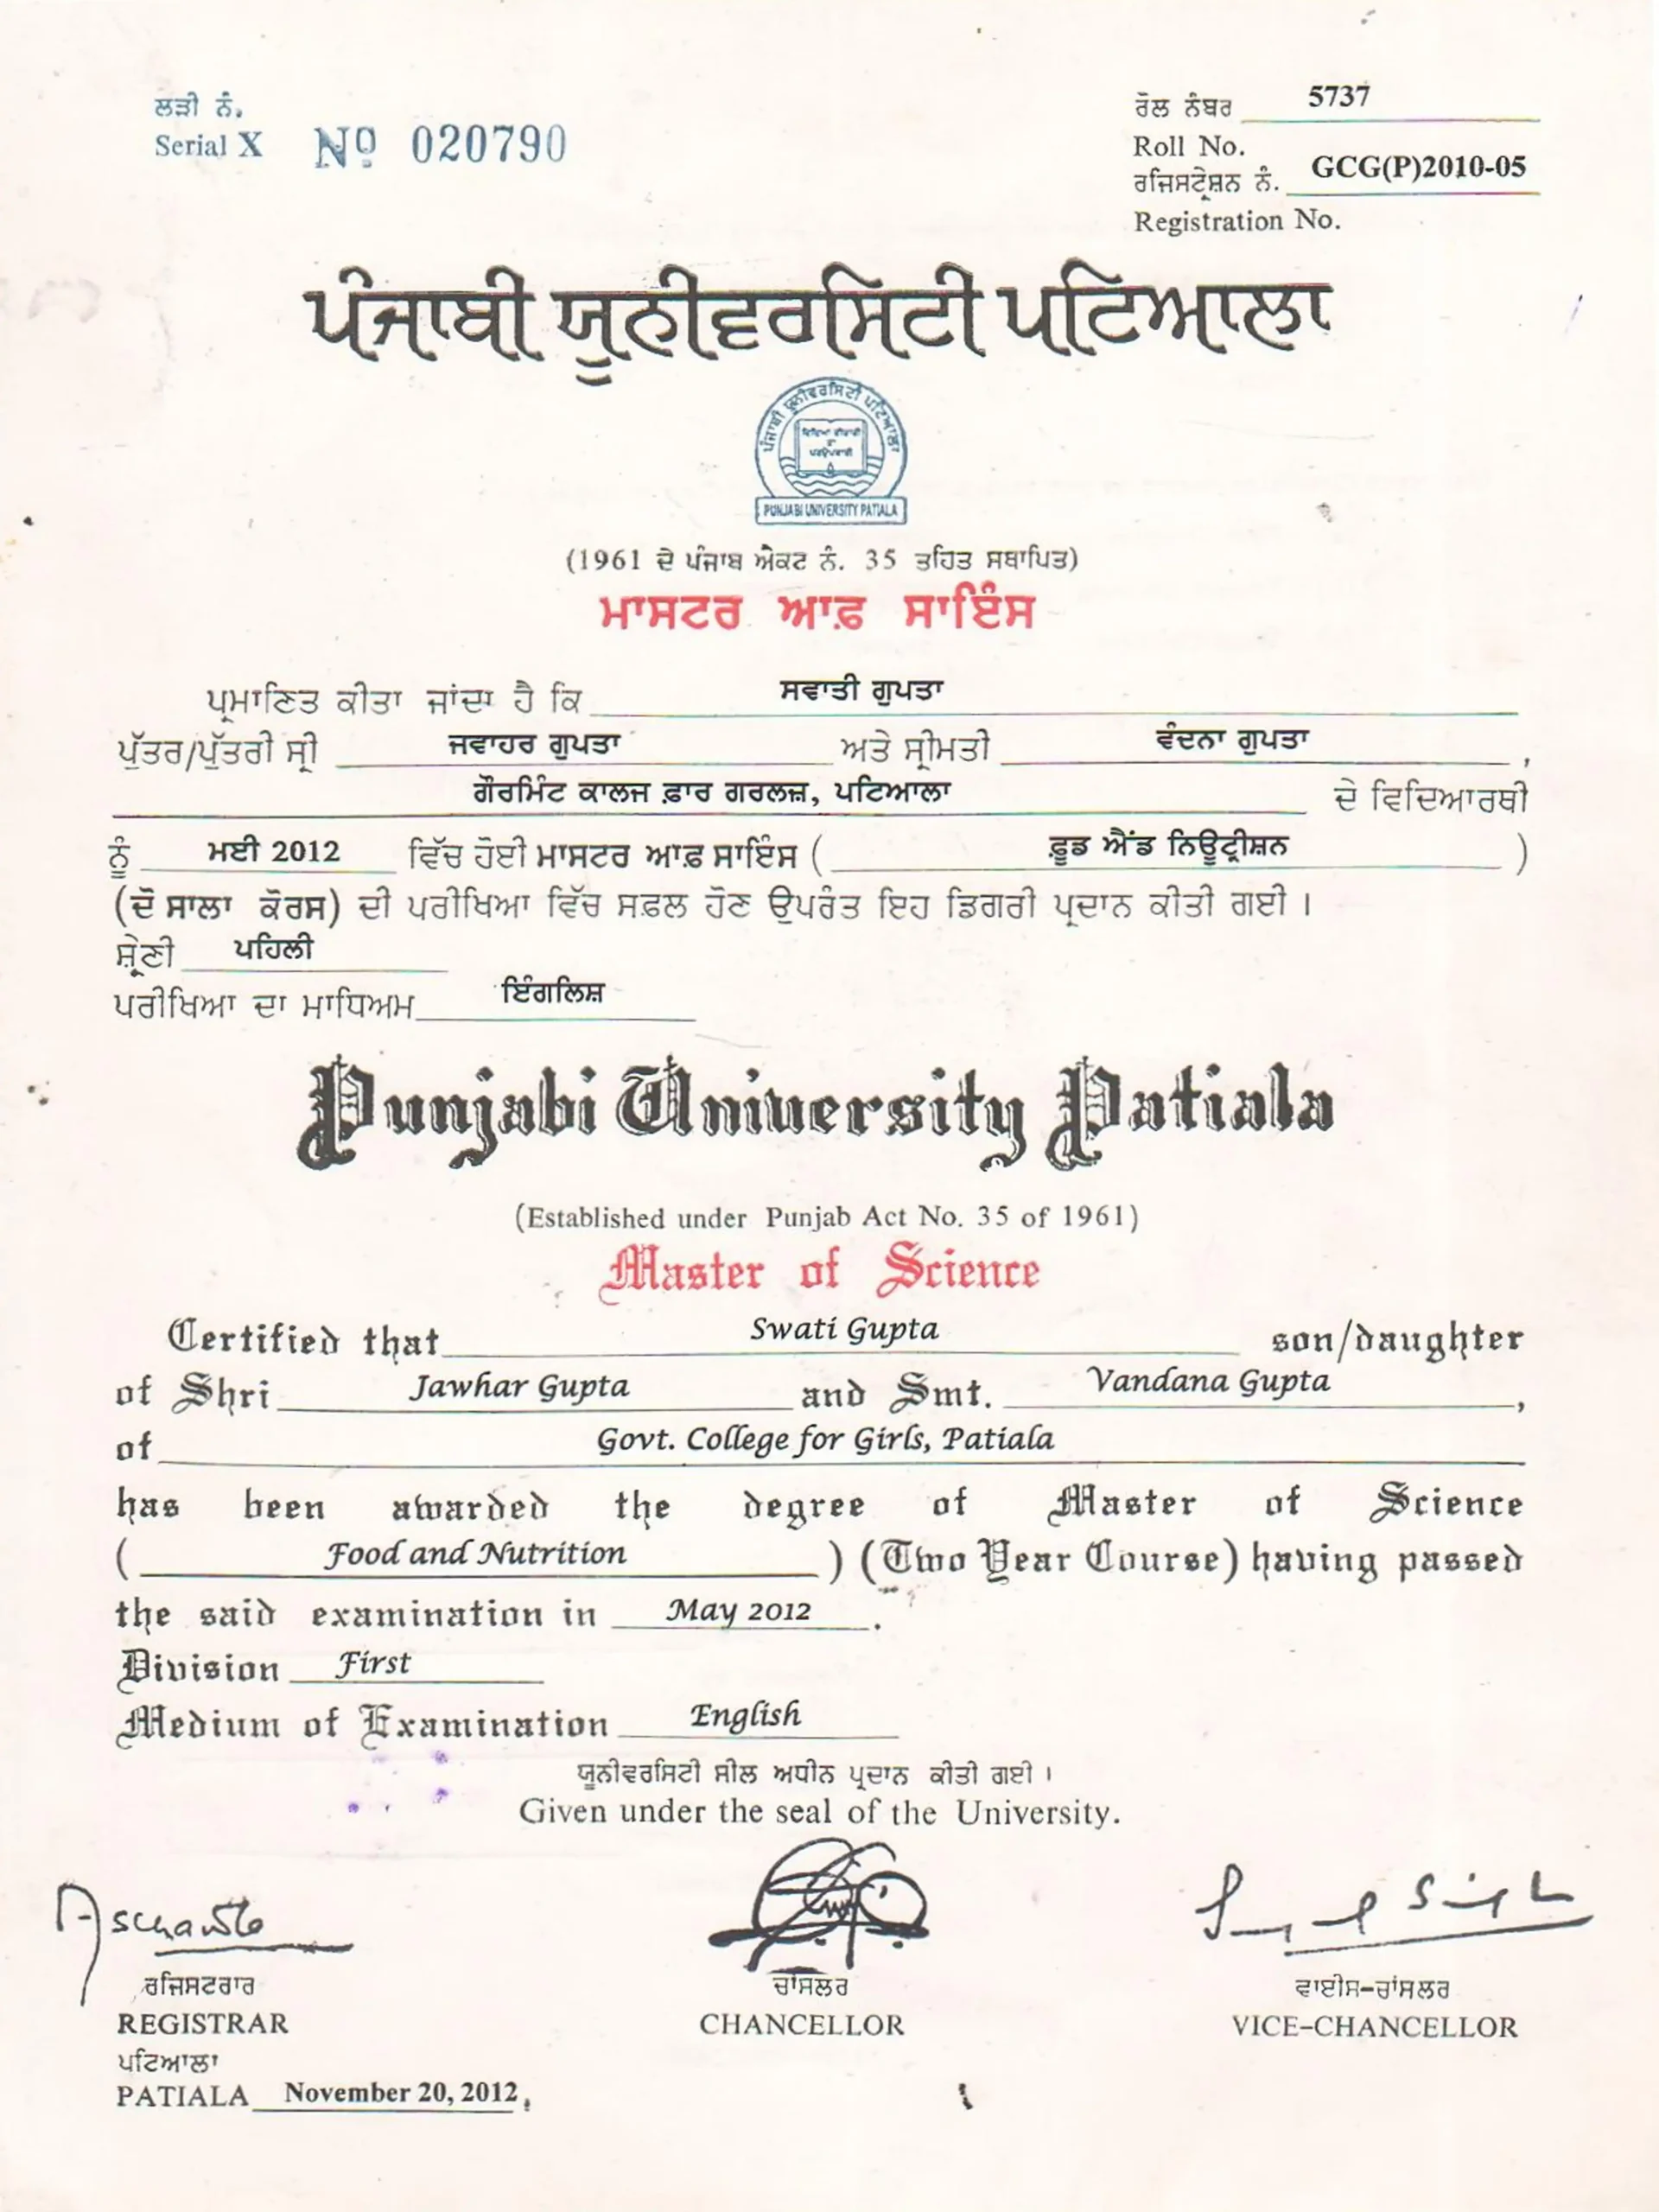 ਲੜੀ ਨੰ.
Serial X Nº 020790
ਰੋਲ ਨੰਬਰ 5737
Roll No.
ਰਜਿਸਟ੍ਰੇਸ਼ਨ ਨੰ. GCG(P)2010-05
Registration No.
ਪੰਜਾਬੀ ਯੂਨੀਵਰਸਿਟੀ ਪਟਿਆਲਾ
ਪੰਜਾਬੀ ਯੂਨੀਵਰਸਿਟੀ ਪਟਿਆਲਾ
ਵਿਦਿਆ ਵੀਚਾਰੀ
ਤਾ
ਪਰਉਪਕਾਰੀ
PUNJABI UNIVERSITY PATIALA
(1961 ਦੇ ਪੰਜਾਬ ਐਕਟ ਨੰ. 35 ਤਹਿਤ ਸਥਾਪਿਤ)
ਮਾਸਟਰ ਆਫ਼ ਸਾਇੰਸ
ਪ੍ਰਮਾਣਿਤ ਕੀਤਾ ਜਾਂਦਾ ਹੈ ਕਿ ਸਵਾਤੀ ਗੁਪਤਾ
ਪੁੱਤਰ/ਪੁੱਤਰੀ ਸ੍ਰੀ ਜਵਾਹਰ ਗੁਪਤਾ ਅਤੇ ਸ੍ਰੀਮਤੀ ਵੰਦਨਾ ਗੁਪਤਾ ,
ਗੌਰਮਿੰਟ ਕਾਲਜ ਫ਼ਾਰ ਗਰਲਜ਼, ਪਟਿਆਲਾ ਦੇ ਵਿਦਿਆਰਥੀ
ਨੂੰ ਮਈ 2012 ਵਿੱਚ ਹੋਈ ਮਾਸਟਰ ਆਫ਼ ਸਾਇੰਸ ( ਫ਼ੂਡ ਐਂਡ ਨਿਊਟ੍ਰੀਸ਼ਨ )
(ਦੋ ਸਾਲਾ ਕੋਰਸ) ਦੀ ਪਰੀਖਿਆ ਵਿੱਚ ਸਫ਼ਲ ਹੋਣ ਉਪਰੰਤ ਇਹ ਡਿਗਰੀ ਪ੍ਰਦਾਨ ਕੀਤੀ ਗਈ ।
ਸ਼੍ਰੇਣੀ ਪਹਿਲੀ
ਪਰੀਖਿਆ ਦਾ ਮਾਧਿਅਮ ਇੰਗਲਿਸ਼
Punjabi University Patiala
(Established under Punjab Act No. 35 of 1961)
Master of Science
Certified that Swati Gupta son/daughter
of Shri Jawhar Gupta and Smt. Vandana Gupta ,
of Govt. College for Girls, Patiala
has been awarded the degree of Master of Science
( Food and Nutrition ) (Two Year Course) having passed
the said examination in May 2012 .
Division First
Medium of Examination English
ਯੂਨੀਵਰਸਿਟੀ ਸੀਲ ਅਧੀਨ ਪ੍ਰਦਾਨ ਕੀਤੀ ਗਈ ।
Given under the seal of the University.
ਰਜਿਸਟਰਾਰ
REGISTRAR
ਚਾਂਸਲਰ
CHANCELLOR
ਵਾਈਸ-ਚਾਂਸਲਰ
VICE-CHANCELLOR
ਪਟਿਆਲਾ
PATIALA November 20, 2012